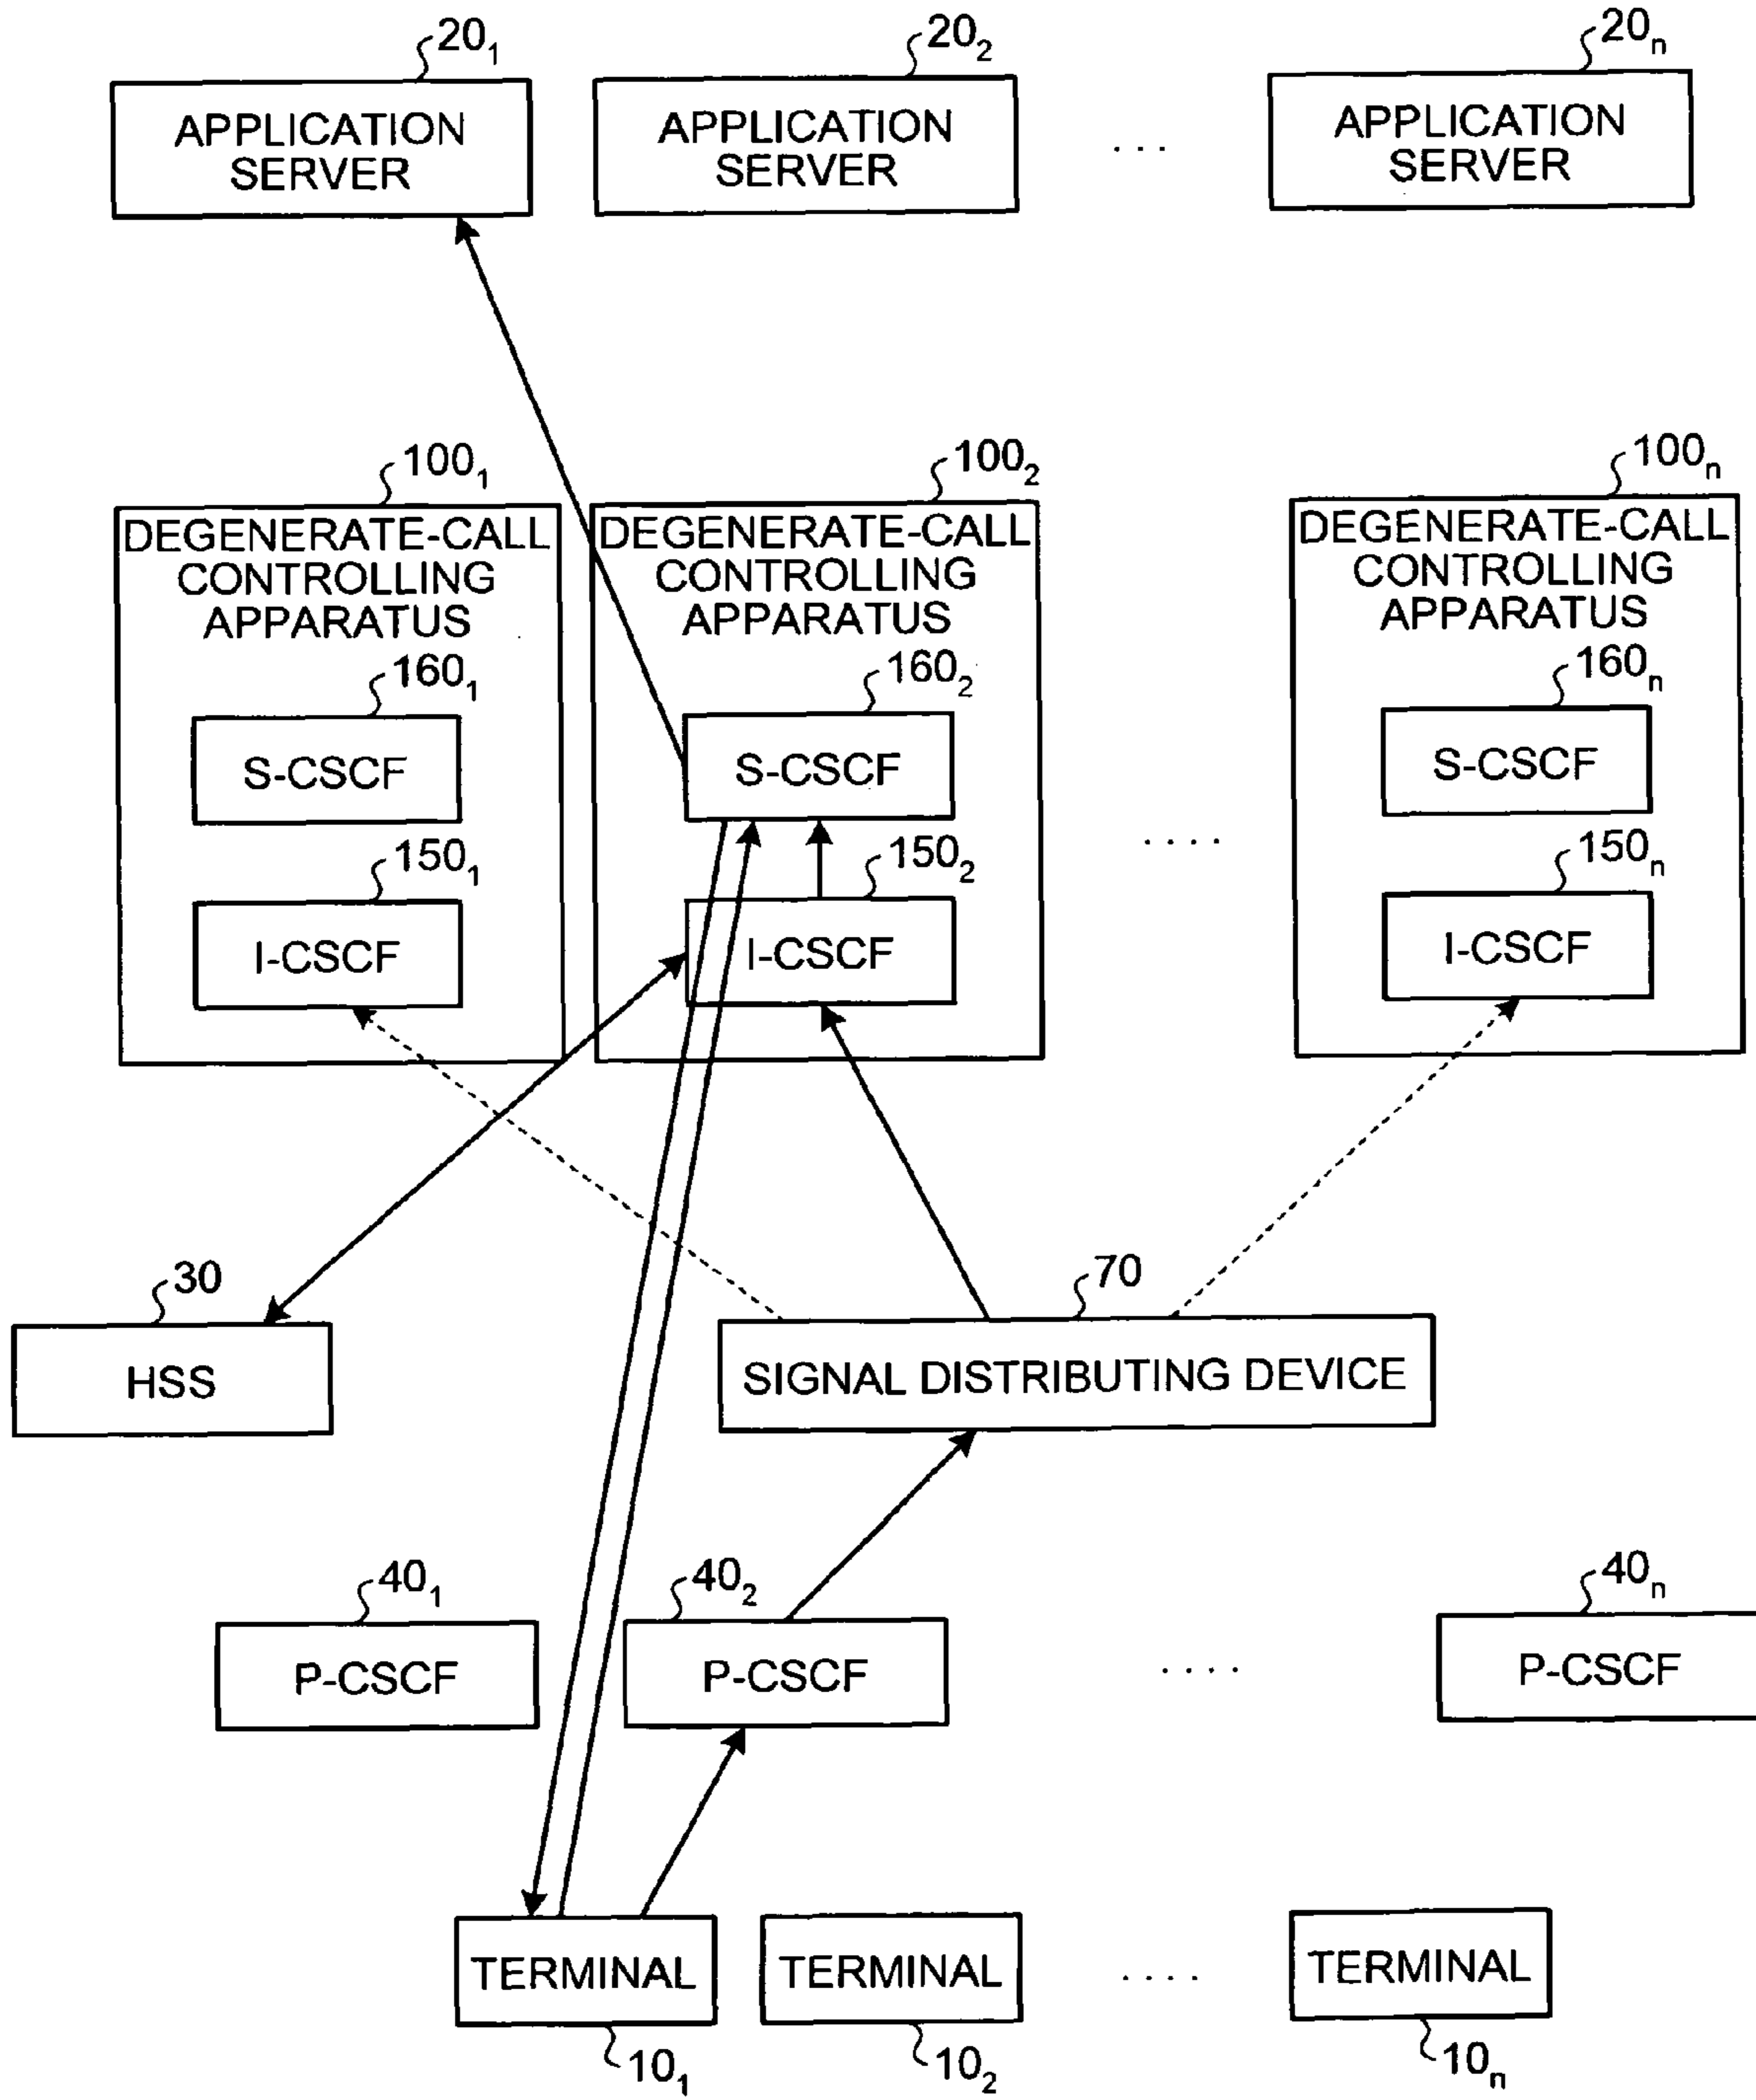 20₁
20₂
20ₙ
APPLICATION
SERVER
APPLICATION
SERVER
...
APPLICATION
SERVER
100₁
100₂
100ₙ
DEGENERATE-CALL
CONTROLLING
APPARATUS
DEGENERATE-CALL
CONTROLLING
APPARATUS
DEGENERATE-CALL
CONTROLLING
APPARATUS
160₁
160₂
160ₙ
S-CSCF
S-CSCF
S-CSCF
150₁
150₂
....
150ₙ
I-CSCF
I-CSCF
I-CSCF
30
70
HSS
SIGNAL DISTRIBUTING DEVICE
40₁
40₂
40ₙ
P-CSCF
P-CSCF
....
P-CSCF
TERMINAL
TERMINAL
....
TERMINAL
10₁
10₂
10ₙ